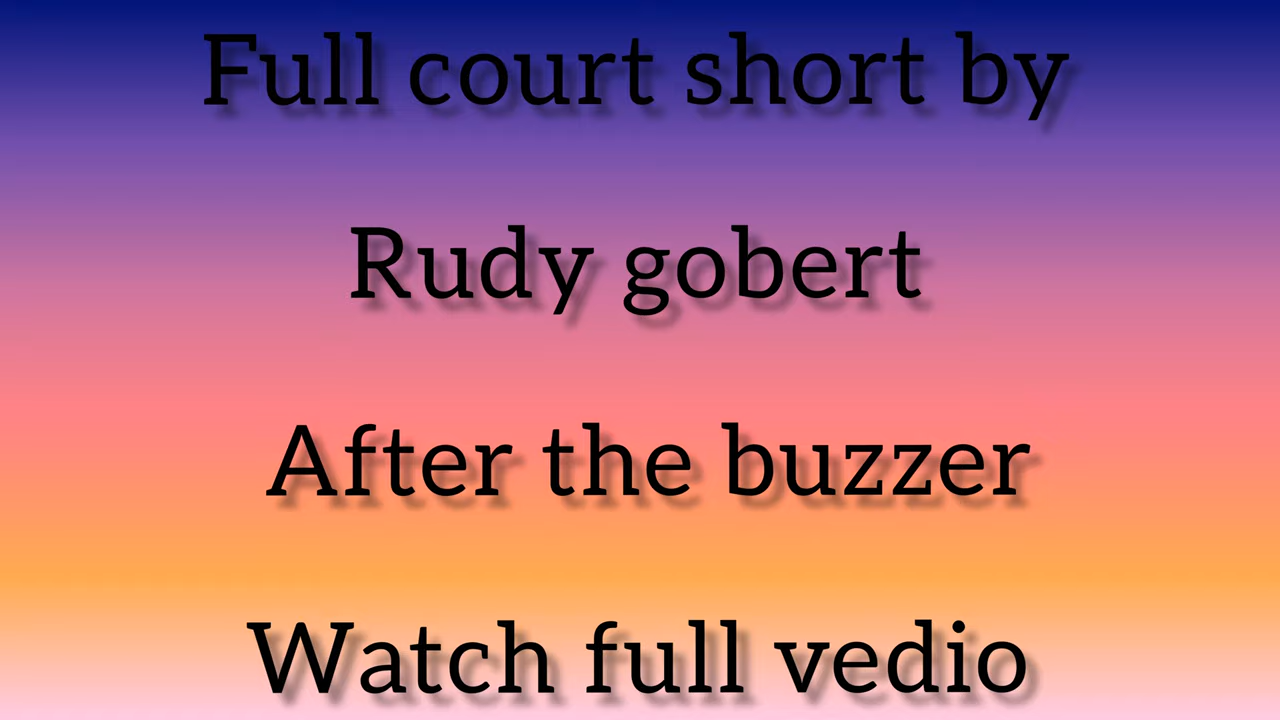 Full court short by
Rudy gobert
After the buzzer
Watch full vedio